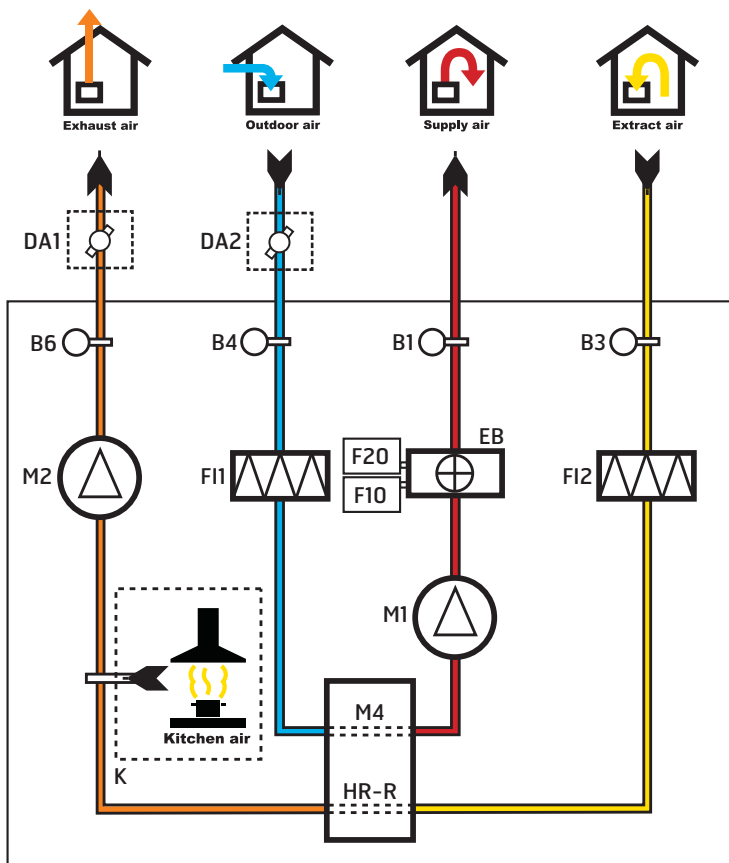 Exhaust air
Outdoor air
Supply air
Extract air
DA1
DA2
B6
B4
B1
B3
EB
F20
F10
M2
FI1
FI2
M1
M4
Kitchen air
K
HR-R